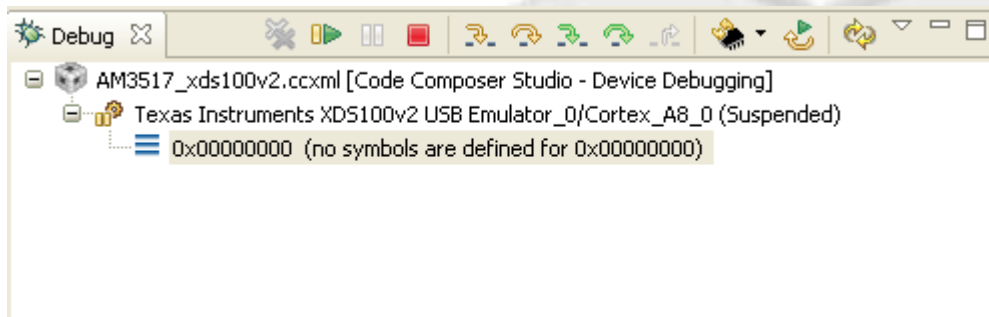 Debug
AM3517_xds100v2.ccxml [Code Composer Studio - Device Debugging]
Texas Instruments XDS100v2 USB Emulator_0/Cortex_A8_0 (Suspended)
0x00000000 (no symbols are defined for 0x00000000)